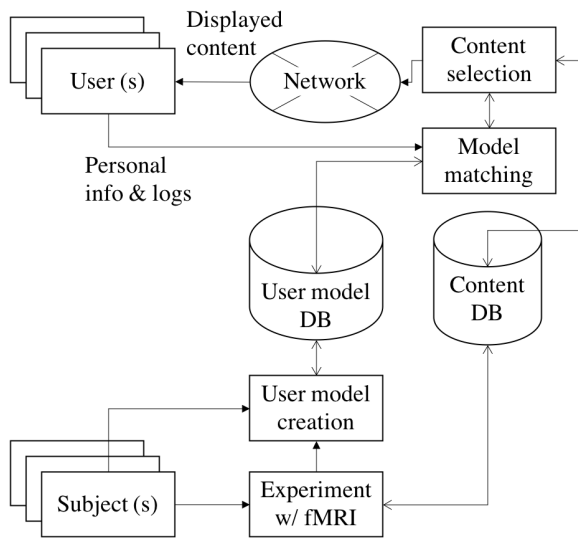 Displayed
content
User (s)
Network
Content
selection
Personal
info & logs
Model
matching
User model
DB
Content
DB
User model
creation
Subject (s)
Experiment
w/ fMRI